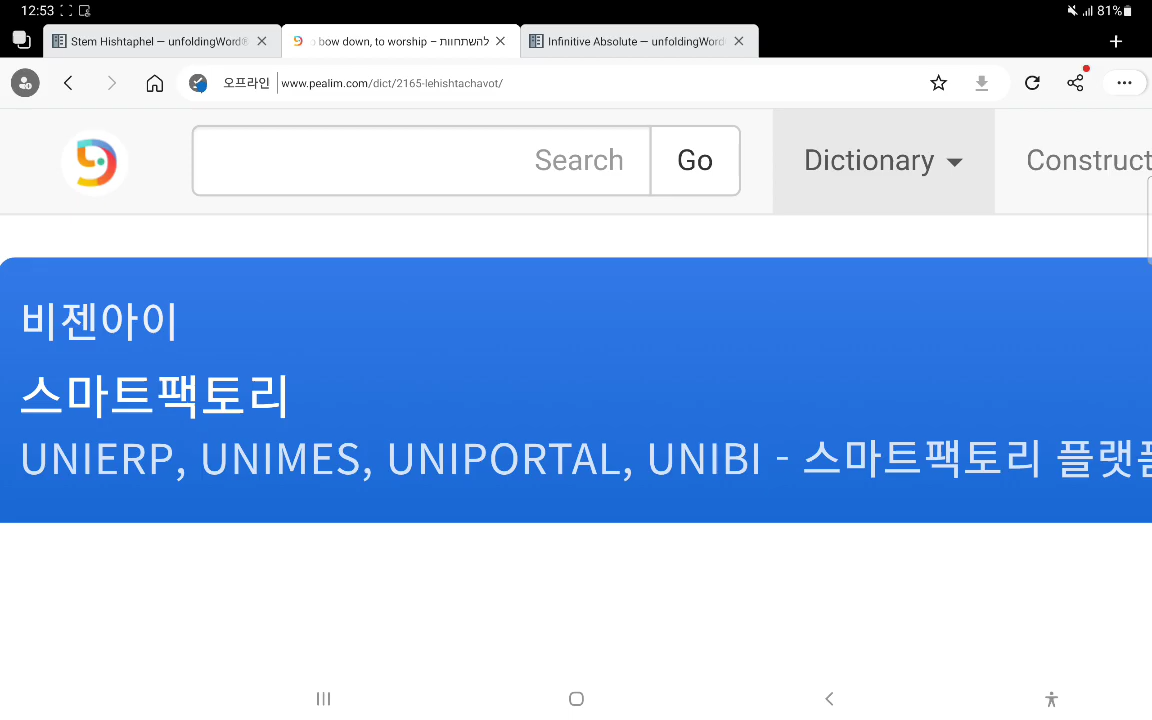 12:53
81%
Stem Hishtaphel — unfoldingWord®
bow down, to worship – להשתחוות
Infinitive Absolute — unfoldingWord
오프라인 www.pealim.com/dict/2165-lehishtachavot/
Search Go Dictionary Construct
비젠아이
스마트팩토리
UNIERP, UNIMES, UNIPORTAL, UNIBI - 스마트팩토리 플랫폼